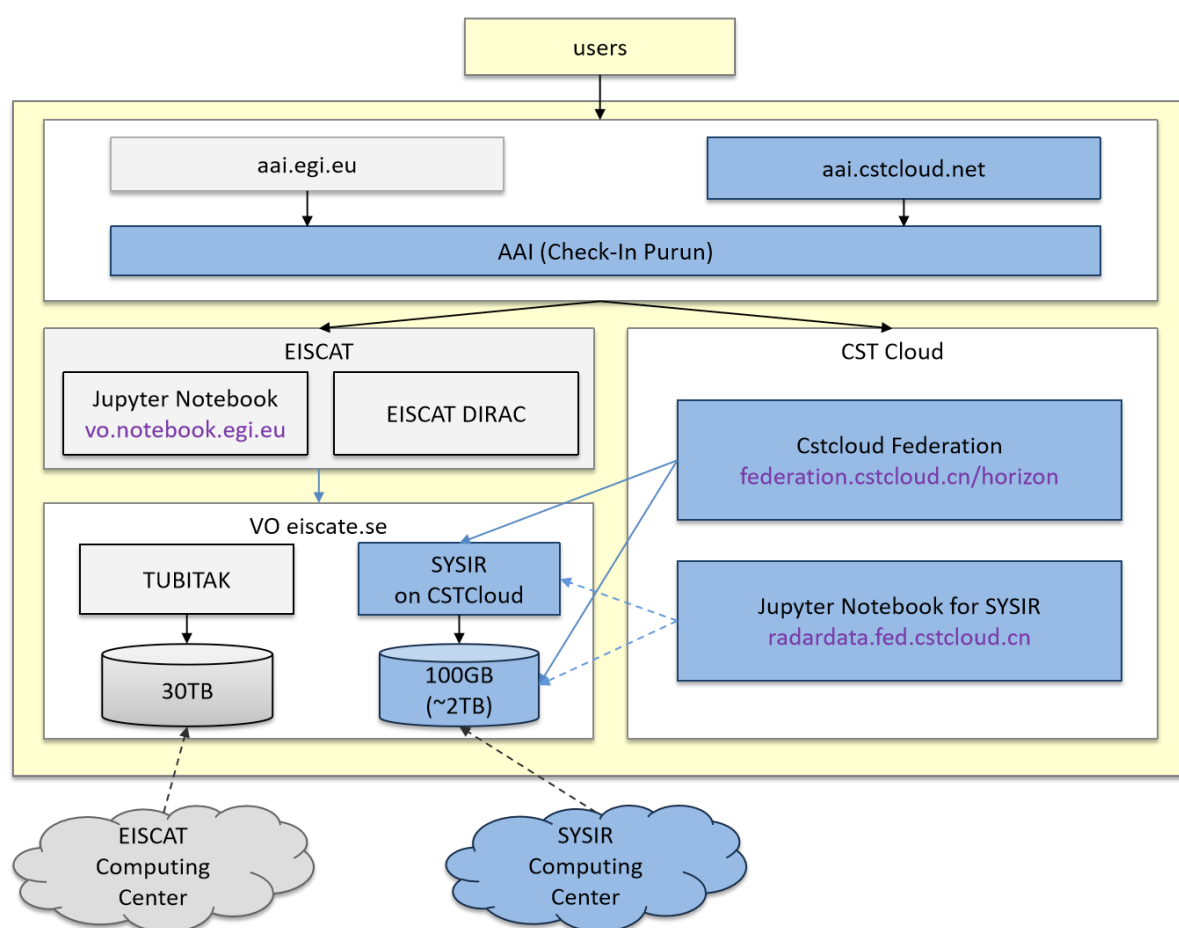 users
aai.egi.eu
aai.cstcloud.net
AAI (Check-In Purun)
EISCAT
Jupyter Notebook
vo.notebook.egi.eu
EISCAT DIRAC
CST Cloud
Cstcloud Federation
federation.cstcloud.cn/horizon
Jupyter Notebook for SYSIR
radardata.fed.cstcloud.cn
VO eiscate.se
TUBITAK
SYSIR
on CSTCloud
30TB
100GB
(~2TB)
EISCAT
Computing
Center
SYSIR
Computing
Center